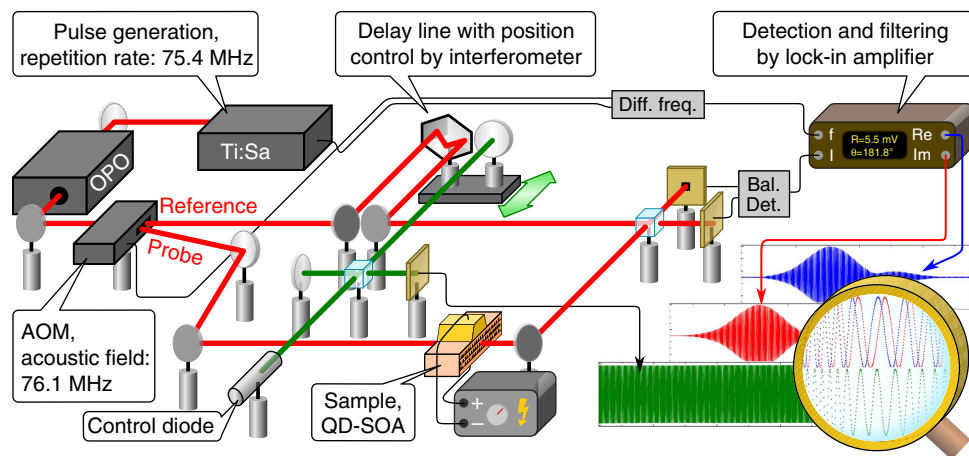 Pulse generation,
repetition rate: 75.4 MHz
Delay line with position
control by interferometer
Detection and filtering
by lock-in amplifier
Ti:Sa
OPO
Diff. freq.
f
I
R=5.5 mV
θ=181.8°
Re
Im
Bal.
Det.
Reference
Probe
AOM,
acoustic field:
76.1 MHz
Control diode
Sample,
QD-SOA
+
−